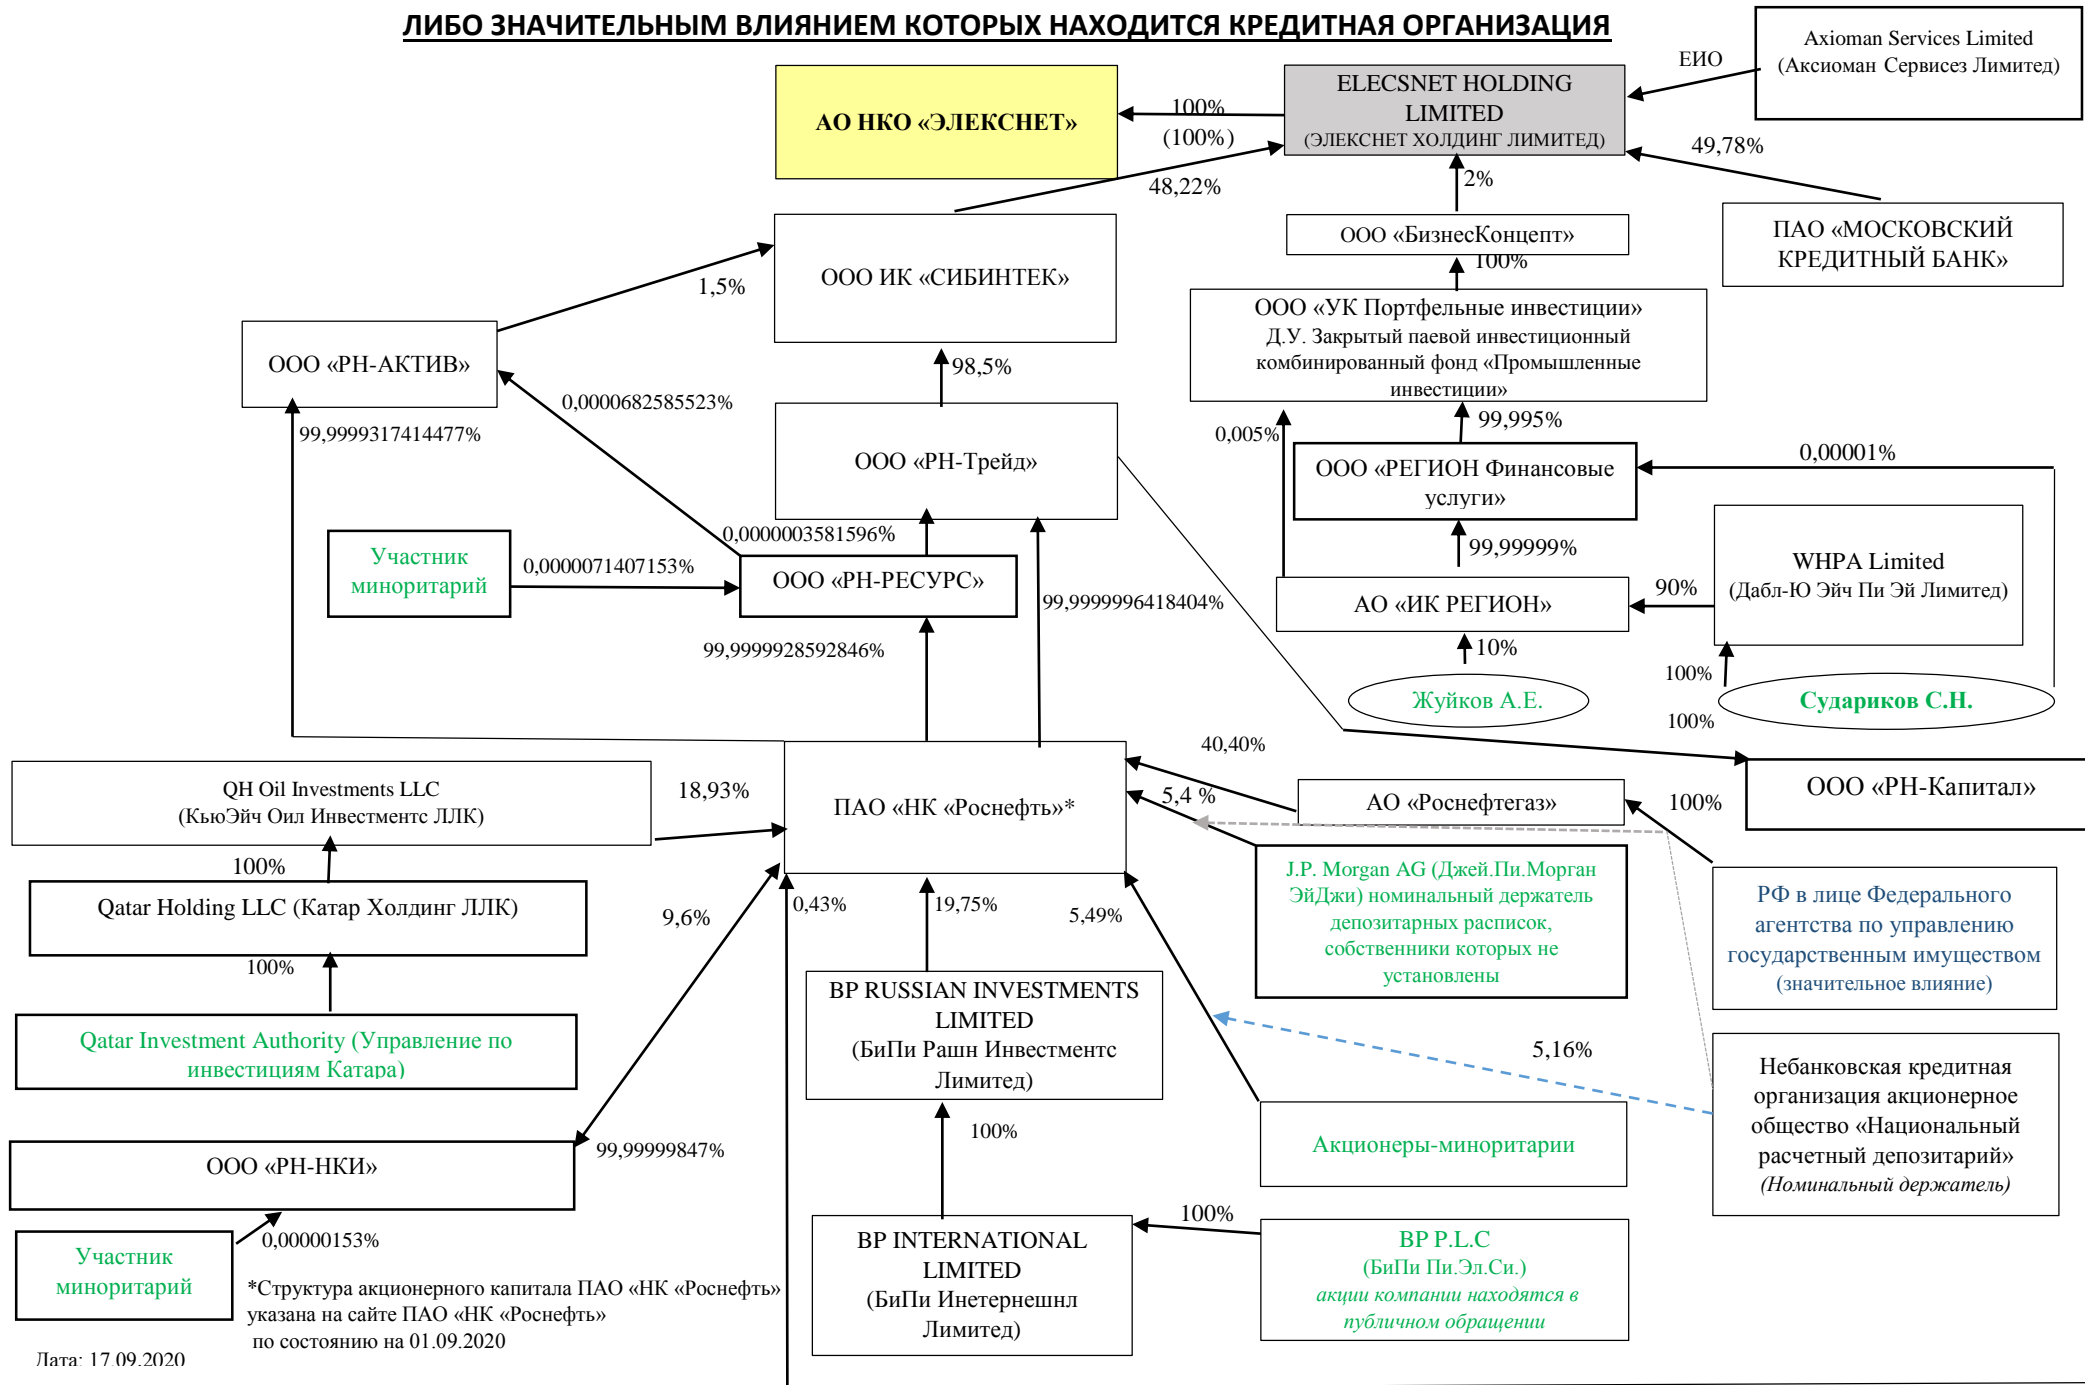 ЛИБО ЗНАЧИТЕЛЬНЫМ ВЛИЯНИЕМ КОТОРЫХ НАХОДИТСЯ КРЕДИТНАЯ ОРГАНИЗАЦИЯ
Axioman Services Limited
(Аксиоман Сервисез Лимитед)
ЕИО
ELECSNET HOLDING
LIMITED
(ЭЛЕКСНЕТ ХОЛДИНГ ЛИМИТЕД)
100%
(100%)
АО НКО «ЭЛЕКСНЕТ»
49,78%
2%
48,22%
ООО «БизнесКонцепт»
ПАО «МОСКОВСКИЙ
КРЕДИТНЫЙ БАНК»
100%
ООО ИК «СИБИНТЕК»
1,5%
ООО «УК Портфельные инвестиции»
Д.У. Закрытый паевой инвестиционный
комбинированный фонд «Промышленные
инвестиции»
ООО «РН-АКТИВ»
98,5%
0,0000682585523%
99,9999317414477%
0,005%
99,995%
0,00001%
ООО «РН-Трейд»
ООО «РЕГИОН Финансовые
услуги»
0,0000003581596%
99,99999%
Участник
миноритарий
0,0000071407153%
ООО «РН-РЕСУРС»
99,9999996418404%
WHPA Limited
(Дабл-Ю Эйч Пи Эй Лимитед)
90%
АО «ИК РЕГИОН»
99,9999928592846%
10%
100%
Жуйков А.Е.
Судариков С.Н.
100%
40,40%
QH Oil Investments LLC
(КьюЭйч Оил Инвестментс ЛЛК)
18,93%
ПАО «НК «Роснефть»*
5,4 %
АО «Роснефтегаз»
100%
ООО «РН-Капитал»
100%
Qatar Holding LLC (Катар Холдинг ЛЛК)
9,6%
0,43%
19,75%
5,49%
J.P. Morgan AG (Джей.Пи.Морган
ЭйДжи) номинальный держатель
депозитарных расписок,
собственники которых не
установлены
РФ в лице Федерального
агентства по управлению
государственным имуществом
(значительное влияние)
100%
Qatar Investment Authority (Управление по
инвестициям Катара)
BP RUSSIAN INVESTMENTS
LIMITED
(БиПи Рашн Инвестментс
Лимитед)
5,16%
Небанковская кредитная
организация акционерное
общество «Национальный
расчетный депозитарий»
(Номинальный держатель)
100%
Акционеры-миноритарии
99,99999847%
ООО «РН-НКИ»
0,00000153%
Участник
миноритарий
100%
BP INTERNATIONAL
LIMITED
(БиПи Инетернешнл
Лимитед)
BP P.L.C
(БиПи Пи.Эл.Си.)
акции компании находятся в
публичном обращении
*Структура акционерного капитала ПАО «НК «Роснефть»
указана на сайте ПАО «НК «Роснефть»
по состоянию на 01.09.2020
Дата: 17.09.2020